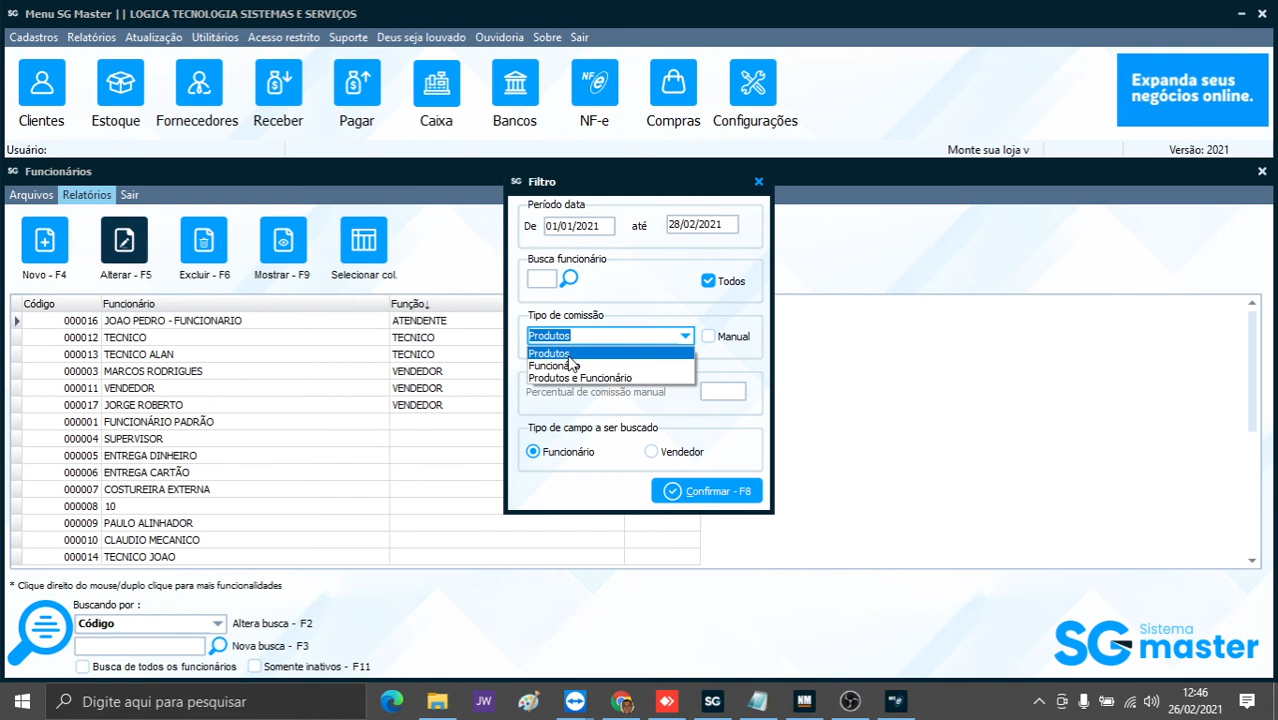 SG Menu SG Master || LOGICA TECNOLOGIA SISTEMAS E SERVIÇOS
Cadastros Relatórios Atualização Utilitários Acesso restrito Suporte Deus seja louvado Ouvidoria Sobre Sair
Clientes Estoque Fornecedores Receber Pagar Caixa Bancos NF-e Compras Configurações
NFe
Expanda seus
negócios online.
Usuário: Monte sua loja v Versão: 2021
SG Funcionários
Arquivos Relatórios Sair
Novo - F4 Alterar - F5 Excluir - F6 Mostrar - F9 Selecionar col.
Código Funcionário Função↓
000016 JOAO PEDRO - FUNCIONARIO ATENDENTE
000012 TECNICO TECNICO
000013 TECNICO ALAN TECNICO
000003 MARCOS RODRIGUES VENDEDOR
000011 VENDEDOR VENDEDOR
000017 JORGE ROBERTO VENDEDOR
000001 FUNCIONÁRIO PADRÃO
000004 SUPERVISOR
000005 ENTREGA DINHEIRO
000006 ENTREGA CARTÃO
000007 COSTUREIRA EXTERNA
000008 10
000009 PAULO ALINHADOR
000010 CLAUDIO MECANICO
000014 TECNICO JOAO
SG Filtro
Período data
De 01/01/2021 até 28/02/2021
Busca funcionário
Todos
Tipo de comissão
Produtos Manual
Produtos
Funcionário
Produtos e Funcionário
Percentual de comissão manual
Tipo de campo a ser buscado
Funcionário Vendedor
Confirmar - F8
* Clique direito do mouse/duplo clique para mais funcionalidades
Buscando por :
Código Altera busca - F2
Nova busca - F3
Busca de todos os funcionários Somente inativos - F11
SG Sistema
master
Digite aqui para pesquisar
JW
SG
NM
12:46
26/02/2021